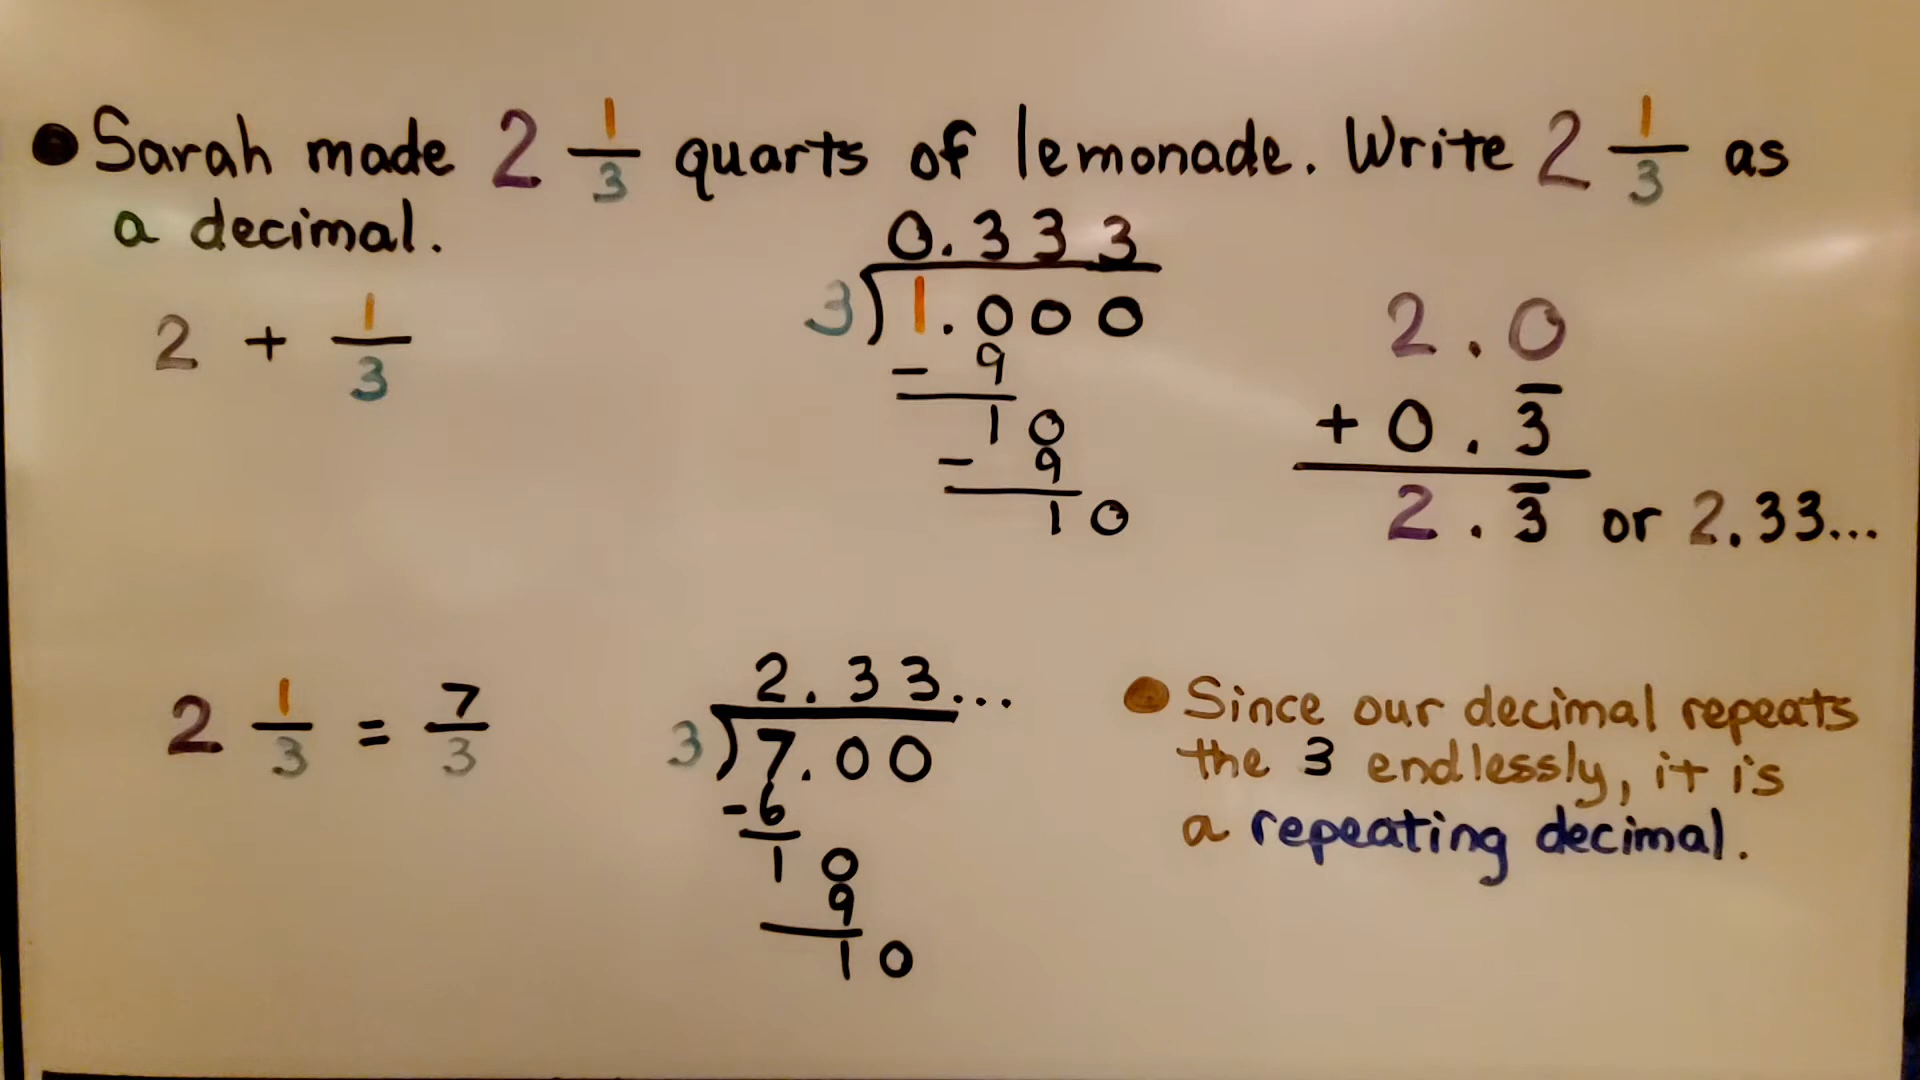 ● Sarah made 2 1/3 quarts of lemonade. Write 2 1/3 as
a decimal.
2 + 1/3
0.333
3)1.000
- 9
10
- 9
10
2.0
+ 0.3̅
2.3̅ or 2.33...
2 1/3 = 7/3
2.33...
3)7.00
-6
10
9
10
● Since our decimal repeats
the 3 endlessly, it is
a repeating decimal.